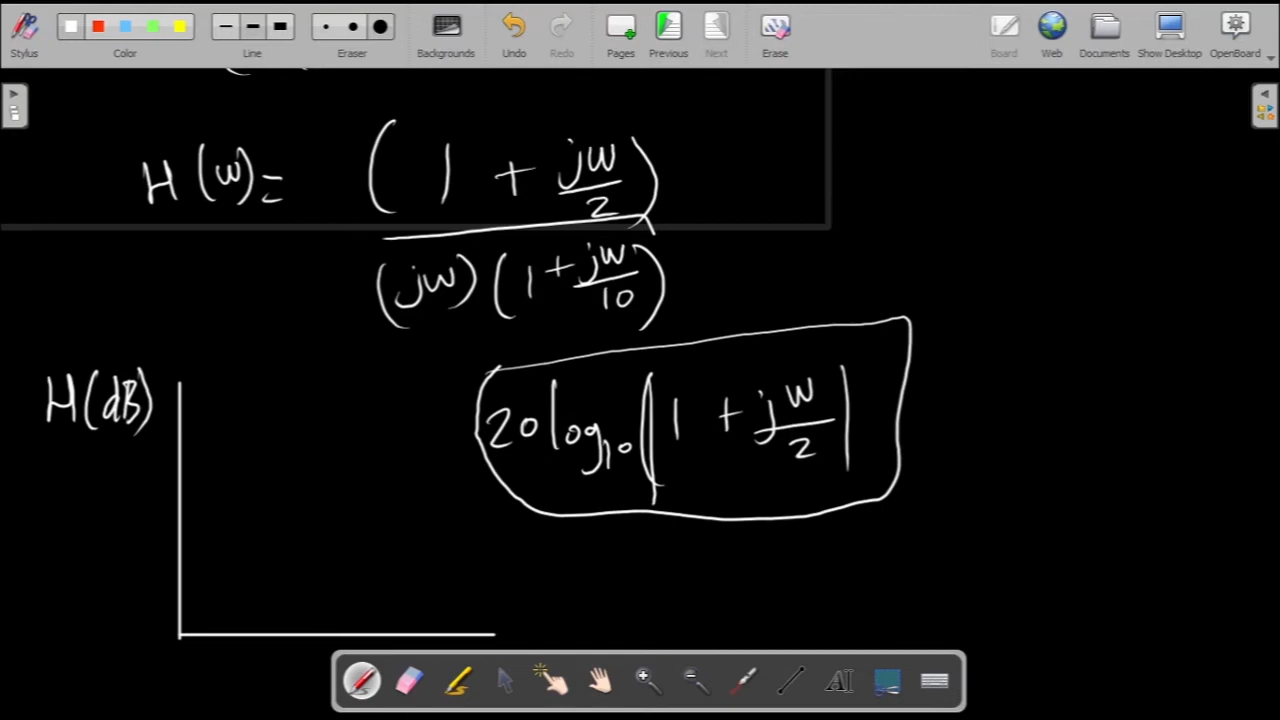 Stylus Color Line Eraser Backgrounds Undo Redo Pages Previous Next Erase Board Web Documents Show Desktop OpenBoard
H(w)= (1 + jw/2)
(jw)(1+jw/10)
H(dB)
20log10|1 + jw/2|
AI